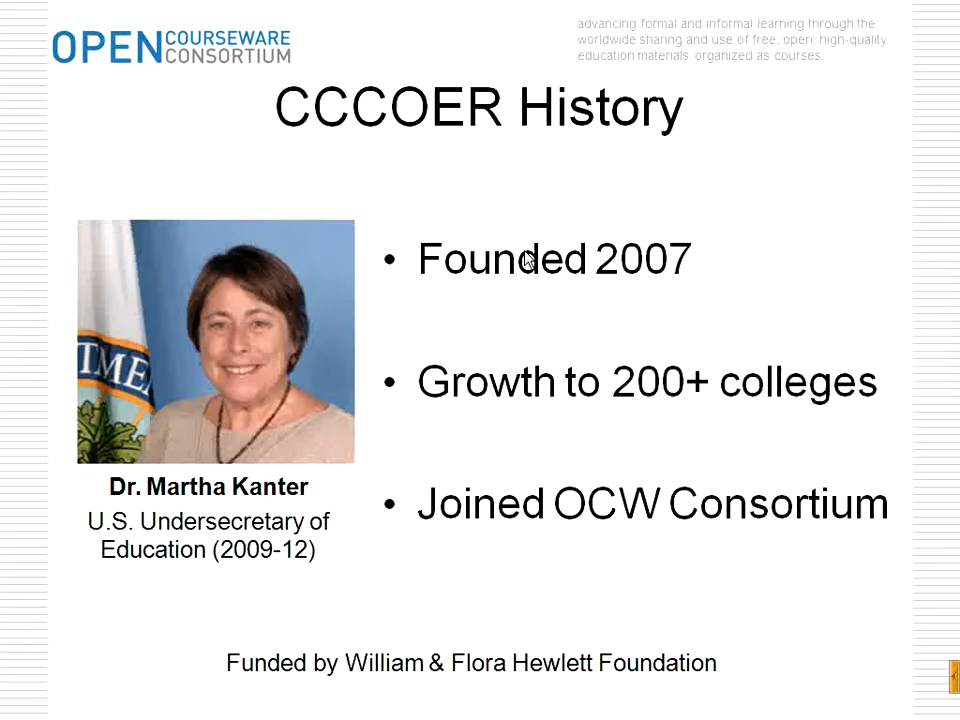 OPEN COURSEWARE CONSORTIUM
advancing formal and informal learning through the
worldwide sharing and use of free, open, high-quality
education materials organized as courses.
CCCOER History
• Founded 2007
• Growth to 200+ colleges
• Joined OCW Consortium
TMEN
Dr. Martha Kanter
U.S. Undersecretary of
Education (2009-12)
Funded by William & Flora Hewlett Foundation